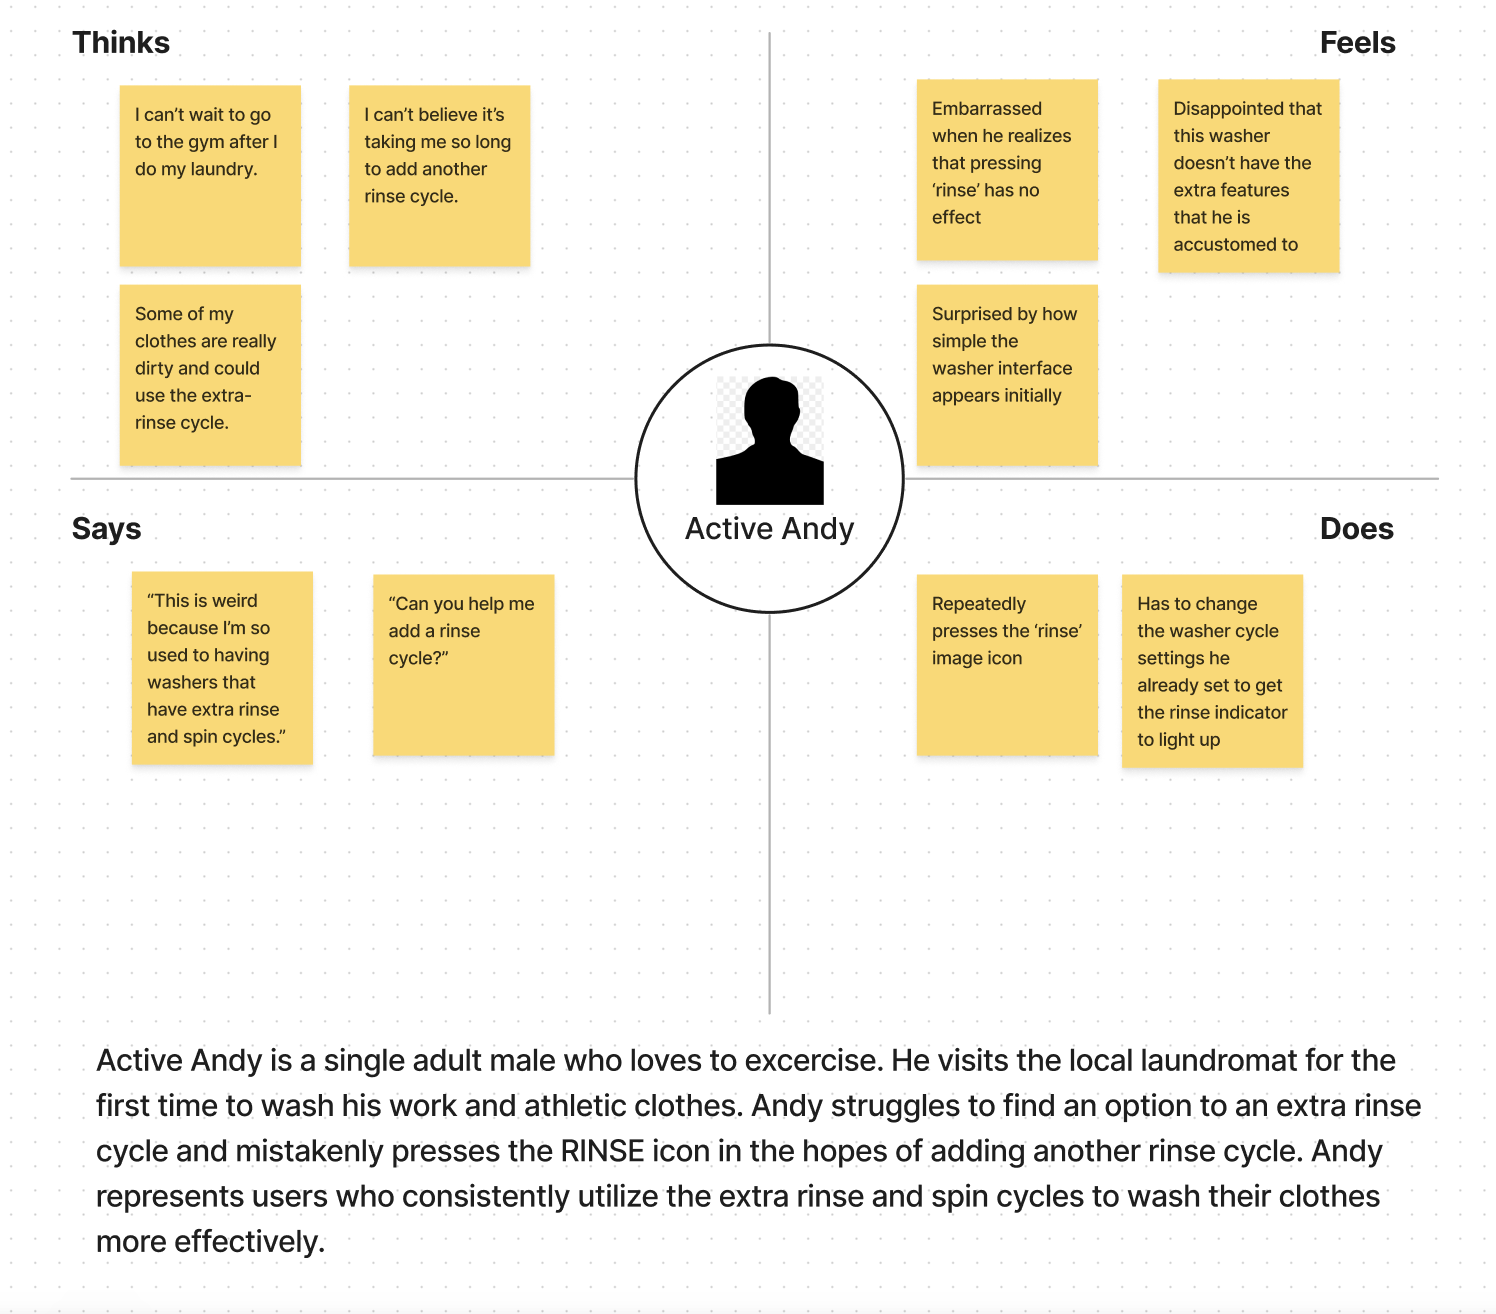 Thinks
I can’t wait to go
to the gym after I
do my laundry.
I can’t believe it’s
taking me so long
to add another
rinse cycle.
Some of my
clothes are really
dirty and could
use the extra-
rinse cycle.
Feels
Embarrassed
when he realizes
that pressing
‘rinse’ has no
effect
Disappointed that
this washer
doesn’t have the
extra features
that he is
accustomed to
Surprised by how
simple the
washer interface
appears initially
Active Andy
Says
“This is weird
because I’m so
used to having
washers that
have extra rinse
and spin cycles.”
“Can you help me
add a rinse
cycle?”
Does
Repeatedly
presses the ‘rinse’
image icon
Has to change
the washer cycle
settings he
already set to get
the rinse indicator
to light up
Active Andy is a single adult male who loves to excercise. He visits the local laundromat for the
first time to wash his work and athletic clothes. Andy struggles to find an option to an extra rinse
cycle and mistakenly presses the RINSE icon in the hopes of adding another rinse cycle. Andy
represents users who consistently utilize the extra rinse and spin cycles to wash their clothes
more effectively.